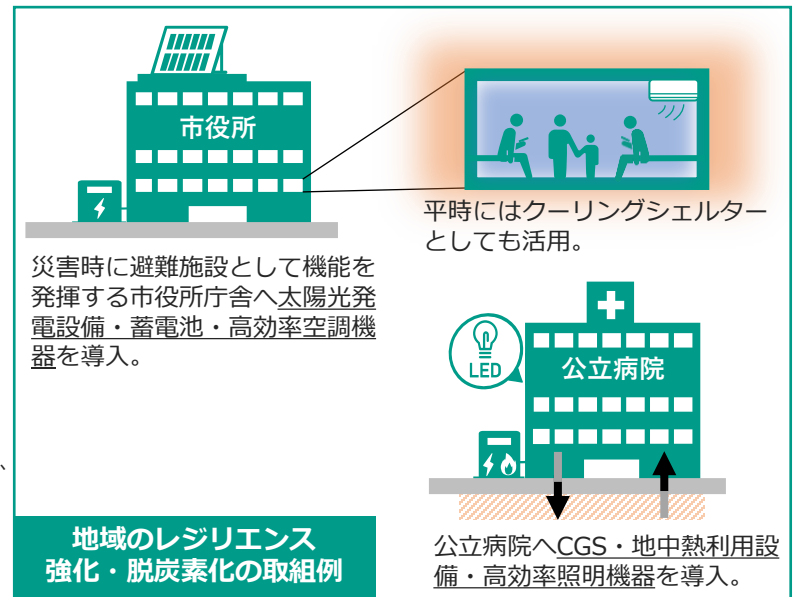 市役所
災害時に避難施設として機能を
発揮する市役所庁舎へ太陽光発
電設備・蓄電池・高効率空調機
器を導入。
平時にはクーリングシェルター
としても活用。
LED
公立病院
公立病院へCGS・地中熱利用設
備・高効率照明機器を導入。
、
地域のレジリエンス
強化・脱炭素化の取組例